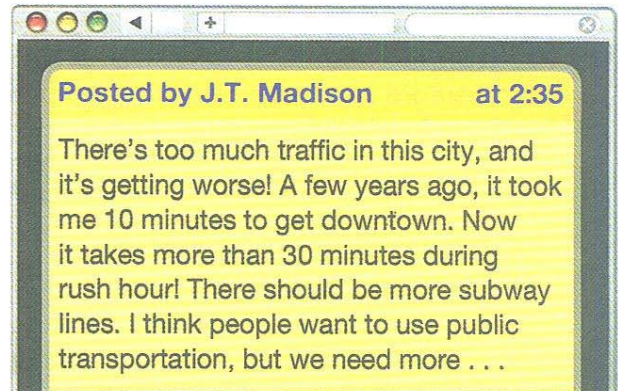 Posted by J.T. Madison at 2:35
There's too much traffic in this city, and
it's getting worse! A few years ago, it took
me 10 minutes to get downtown. Now
it takes more than 30 minutes during
rush hour! There should be more subway
lines. I think people want to use public
transportation, but we need more . . .